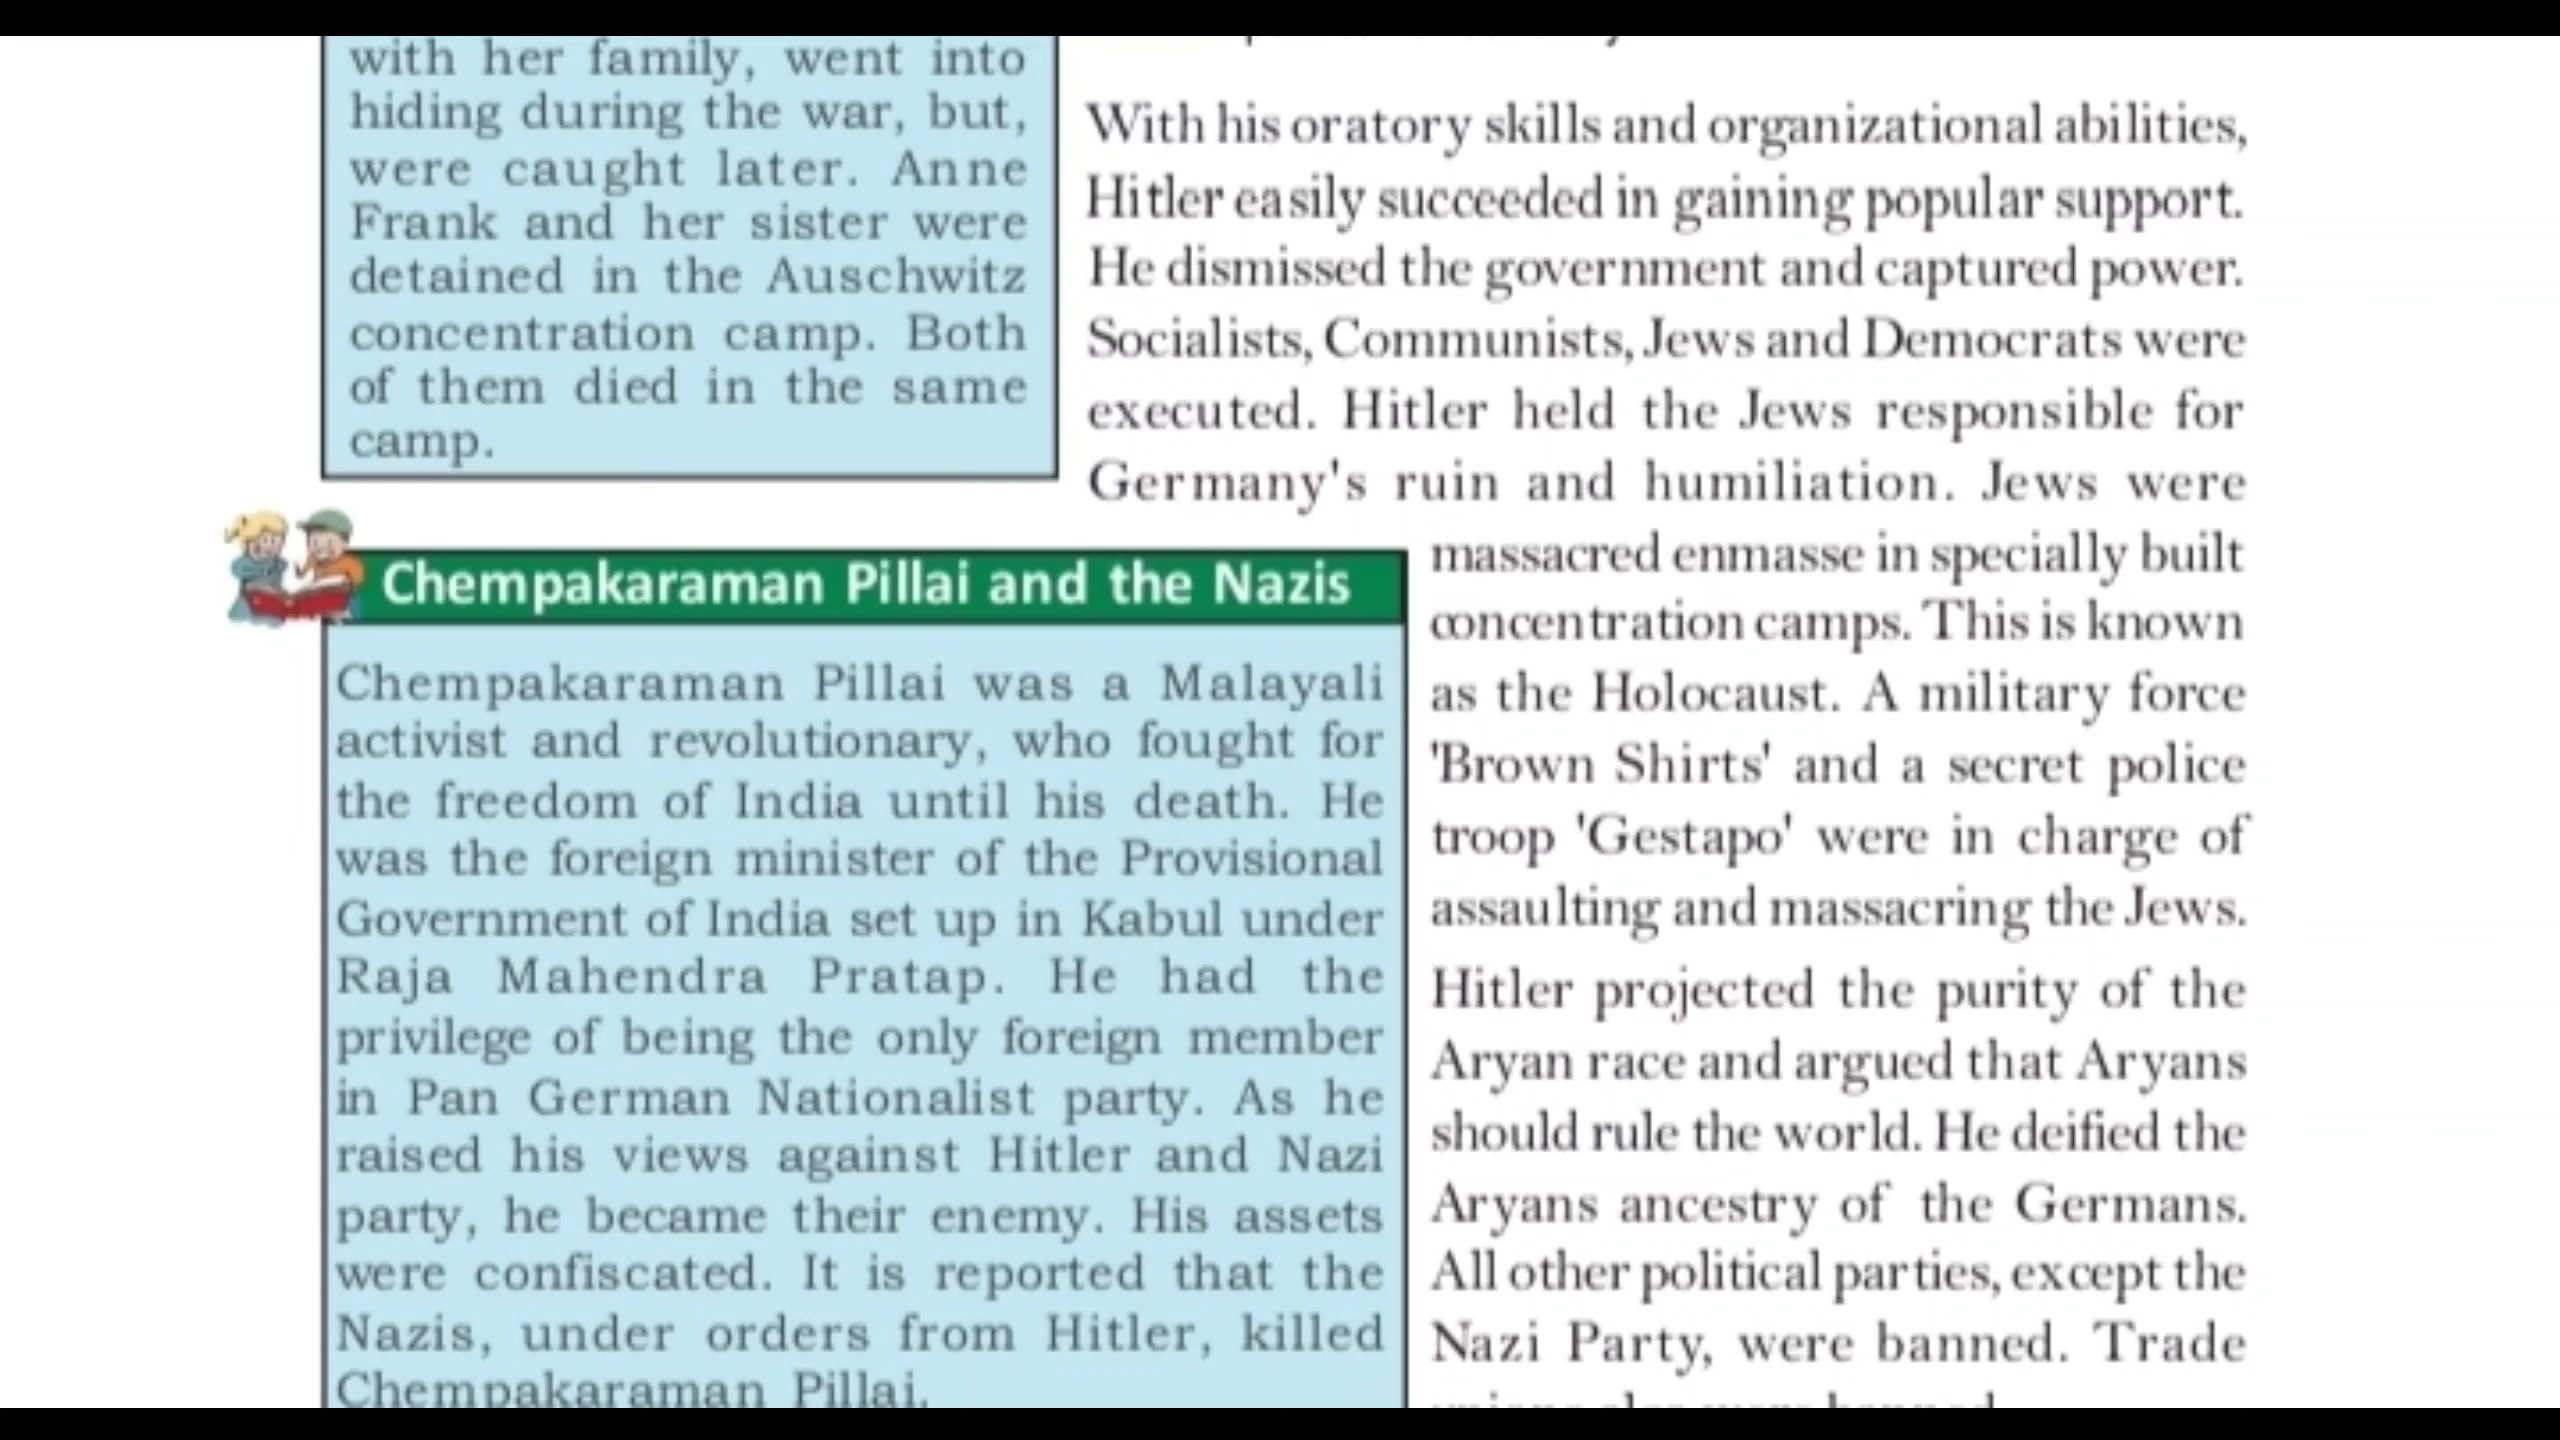 with her family, went into
hiding during the war, but,
were caught later. Anne
Frank and her sister were
detained in the Auschwitz
concentration camp. Both
of them died in the same
camp.
Chempakaraman Pillai and the Nazis
Chempakaraman Pillai was a Malayali
activist and revolutionary, who fought for
the freedom of India until his death. He
was the foreign minister of the Provisional
Government of India set up in Kabul under
Raja Mahendra Pratap. He had the
privilege of being the only foreign member
in Pan German Nationalist party. As he
raised his views against Hitler and Nazi
party, he became their enemy. His assets
were confiscated. It is reported that the
Nazis, under orders from Hitler, killed
Chempakaraman Pillai.
With his oratory skills and organizational abilities,
Hitler easily succeeded in gaining popular support.
He dismissed the government and captured power.
Socialists, Communists, Jews and Democrats were
executed. Hitler held the Jews responsible for
Germany's ruin and humiliation. Jews were
massacred enmasse in specially built
concentration camps. This is known
as the Holocaust. A military force
'Brown Shirts' and a secret police
troop 'Gestapo' were in charge of
assaulting and massacring the Jews.
Hitler projected the purity of the
Aryan race and argued that Aryans
should rule the world. He deified the
Aryans ancestry of the Germans.
All other political parties, except the
Nazi Party, were banned. Trade